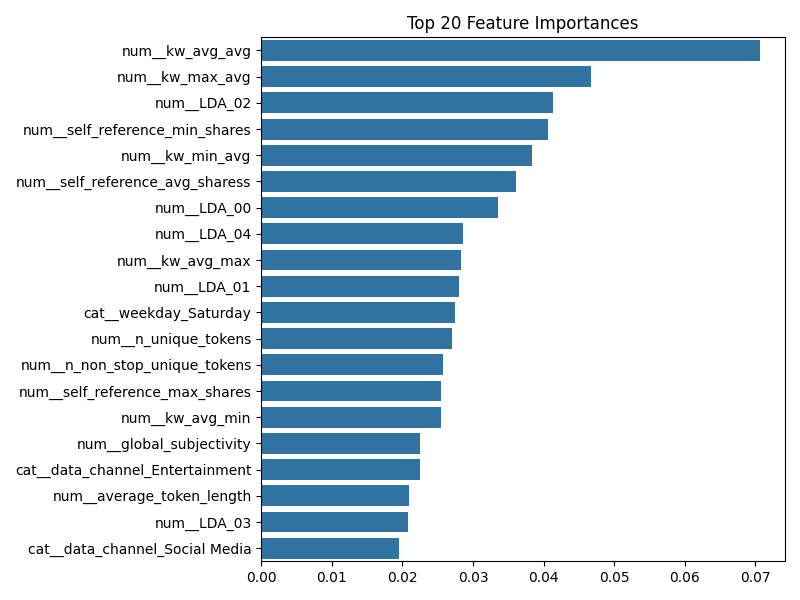 Top 20 Feature Importances
num__kw_avg_avg
num__kw_max_avg
num__LDA_02
num__self_reference_min_shares
num__kw_min_avg
num__self_reference_avg_sharess
num__LDA_00
num__LDA_04
num__kw_avg_max
num__LDA_01
cat__weekday_Saturday
num__n_unique_tokens
num__n_non_stop_unique_tokens
num__self_reference_max_shares
num__kw_avg_min
num__global_subjectivity
cat__data_channel_Entertainment
num__average_token_length
num__LDA_03
cat__data_channel_Social Media
0.00 0.01 0.02 0.03 0.04 0.05 0.06 0.07